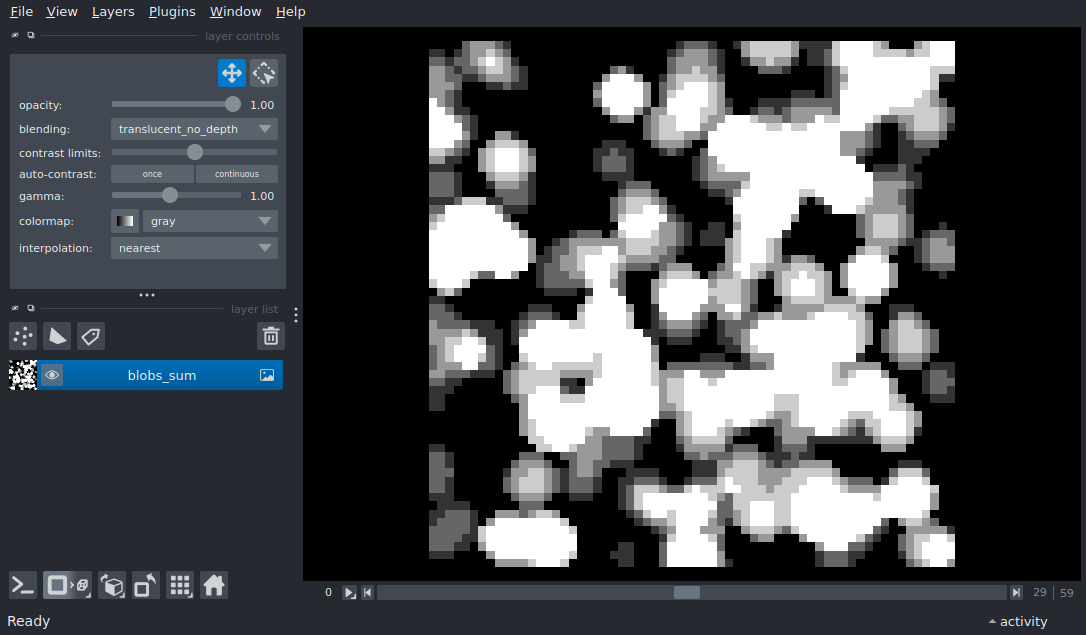 File View Layers Plugins Window Help
layer controls
opacity: 1.00
blending: translucent_no_depth
contrast limits:
auto-contrast: once continuous
gamma: 1.00
colormap: gray
interpolation: nearest
layer list
blobs_sum
0 29 59
Ready activity